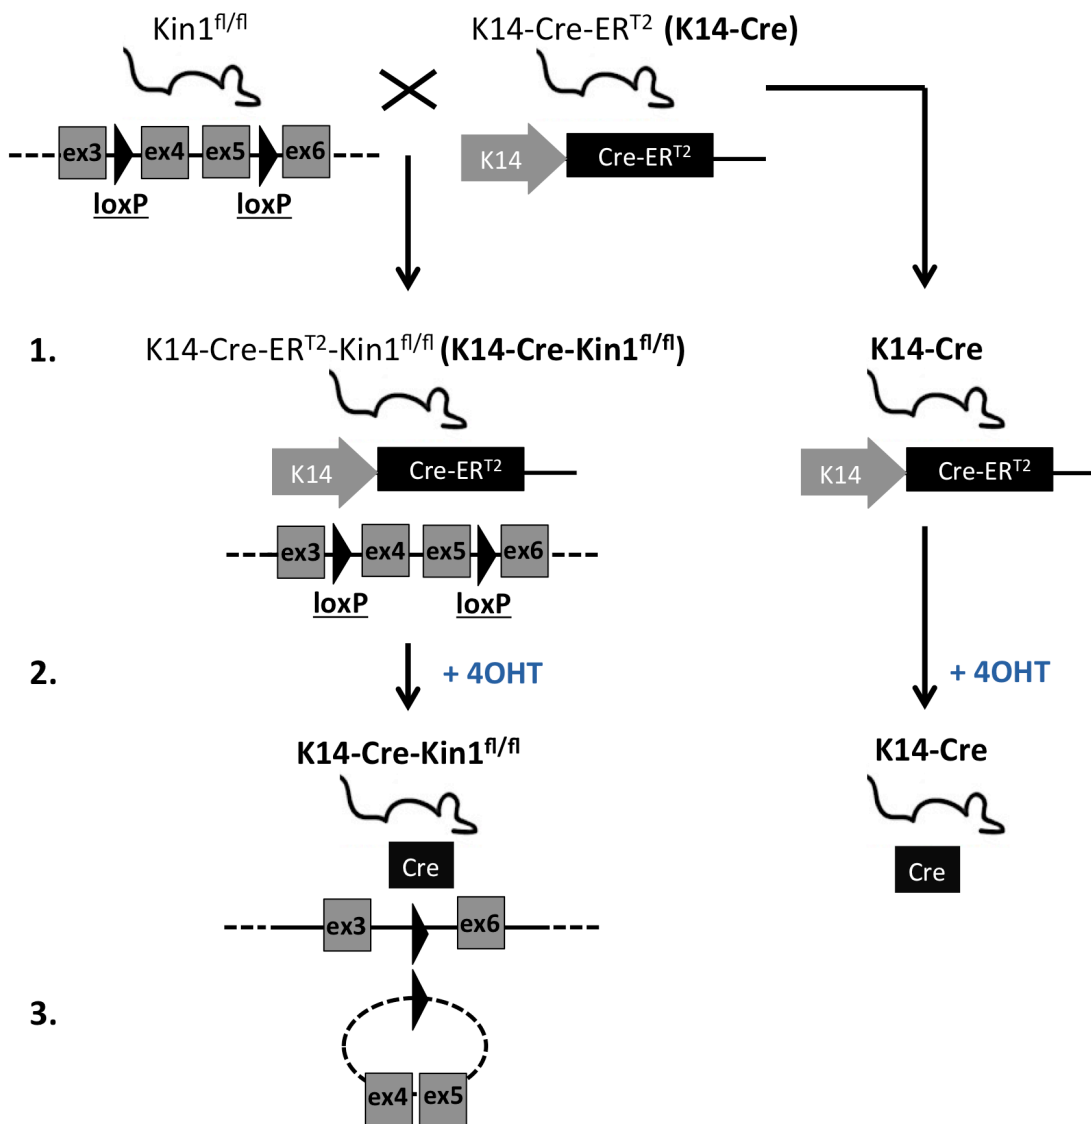 Kin1fl/fl
K14-Cre-ERT2 (K14-Cre)
ex3 ex4 ex5 ex6
K14 Cre-ERT2
loxP loxP
1. K14-Cre-ERT2-Kin1fl/fl (K14-Cre-Kin1fl/fl) K14-Cre
K14 Cre-ERT2 K14 Cre-ERT2
ex3 ex4 ex5 ex6
loxP loxP
2. + 4OHT + 4OHT
K14-Cre-Kin1fl/fl K14-Cre
Cre Cre
ex3 ex6
3.
ex4 ex5